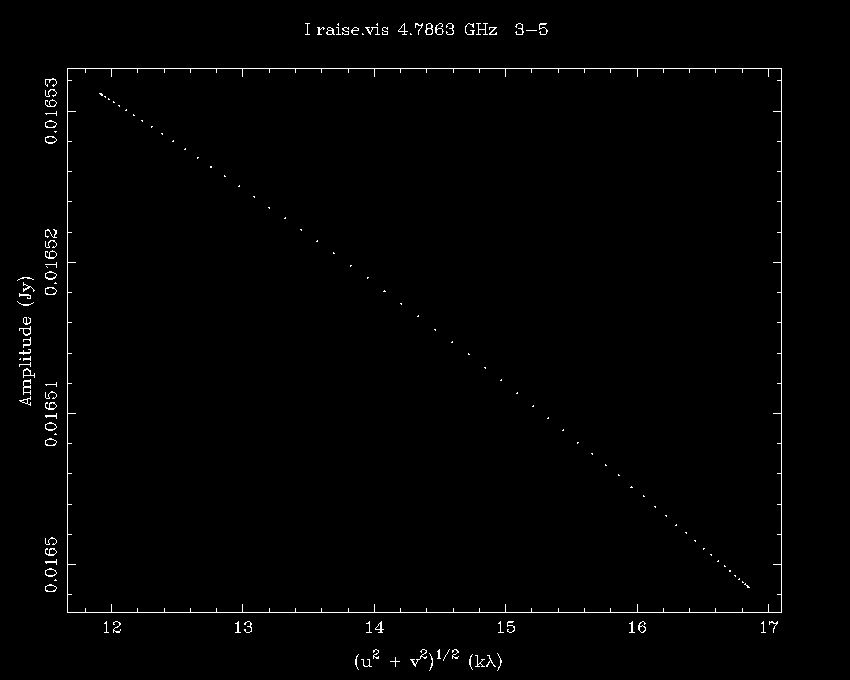 I raise.vis 4.7863 GHz 3−5
0.01653
0.01652
0.01651
0.0165
Amplitude (Jy)
12 13 14 15 16 17
(u² + v²)¹/² (kλ)